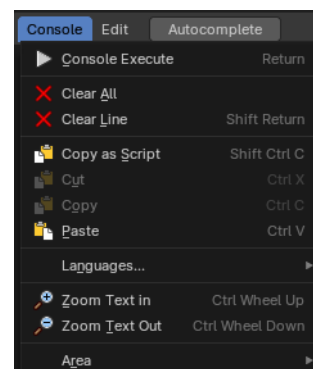 Console Edit Autocomplete
Console Execute Return
Clear All
Clear Line Shift Return
Copy as Script Shift Ctrl C
Cut Ctrl X
Copy Ctrl C
Paste Ctrl V
Languages...
Zoom Text in Ctrl Wheel Up
Zoom Text Out Ctrl Wheel Down
Area